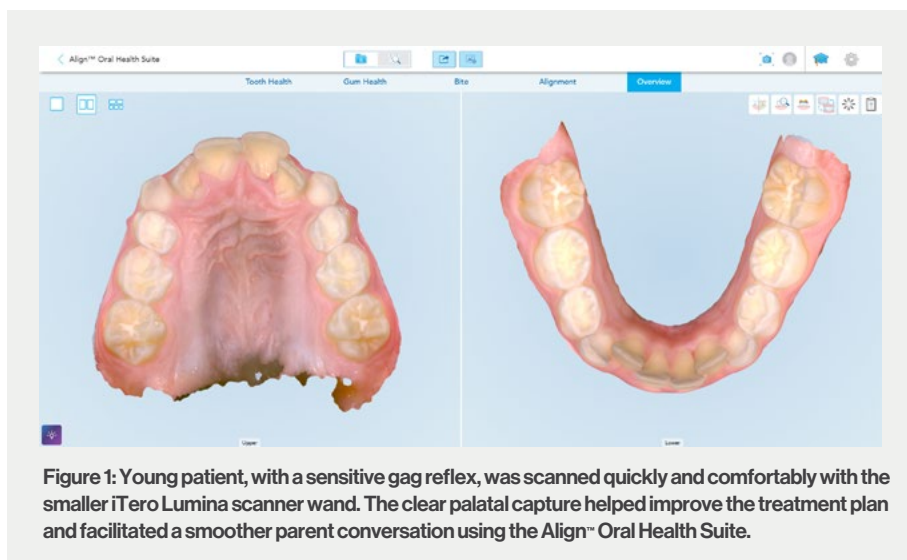 Align™ Oral Health Suite
Tooth Health Gum Health Bite Alignment Overview
Upper Lower
Figure 1: Young patient, with a sensitive gag reflex, was scanned quickly and comfortably with the
smaller iTero Lumina scanner wand. The clear palatal capture helped improve the treatment plan
and facilitated a smoother parent conversation using the Align™ Oral Health Suite.